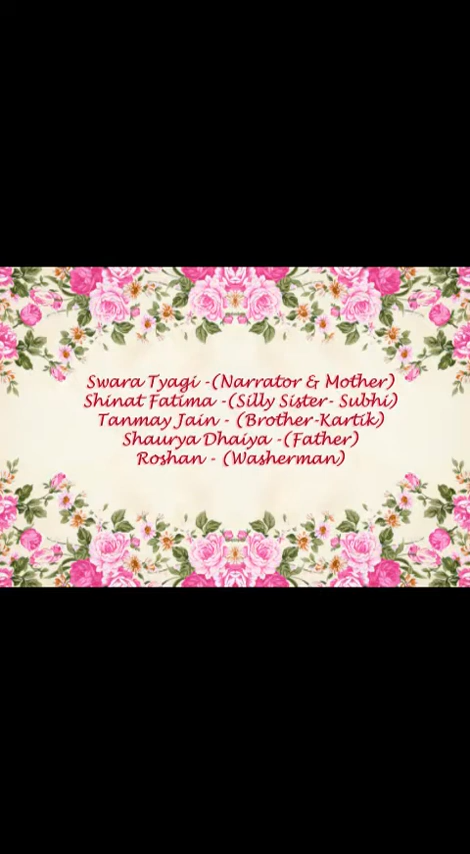 Swara Tyagi -(Narrator & Mother)
Shinat Fatima -(Silly Sister- Subhi)
Tanmay Jain - (Brother-Kartik)
Shaurya Dhaiya -(Father)
Roshan - (Washerman)